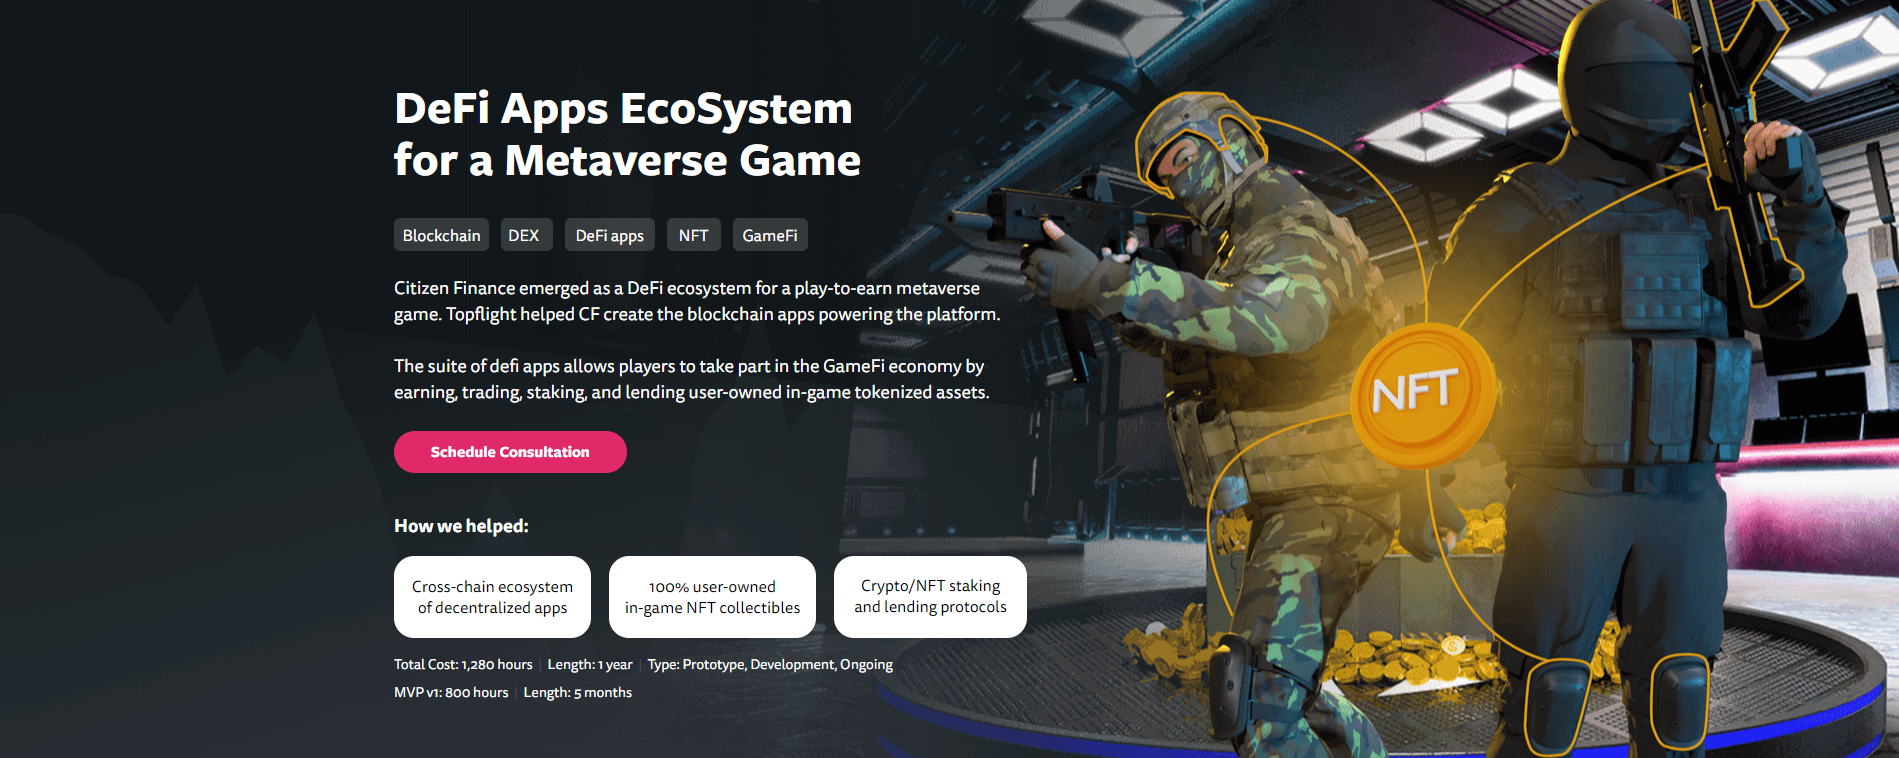 DeFi Apps EcoSystem
for a Metaverse Game
Blockchain DEX DeFi apps NFT GameFi
Citizen Finance emerged as a DeFi ecosystem for a play-to-earn metaverse
game. Topflight helped CF create the blockchain apps powering the platform.
The suite of defi apps allows players to take part in the GameFi economy by
earning, trading, staking, and lending user-owned in-game tokenized assets.
Schedule Consultation
How we helped:
Cross-chain ecosystem
of decentralized apps
100% user-owned
in-game NFT collectibles
Crypto/NFT staking
and lending protocols
Total Cost: 1,280 hours | Length: 1 year | Type: Prototype, Development, Ongoing
MVP v1: 800 hours | Length: 5 months
NFT